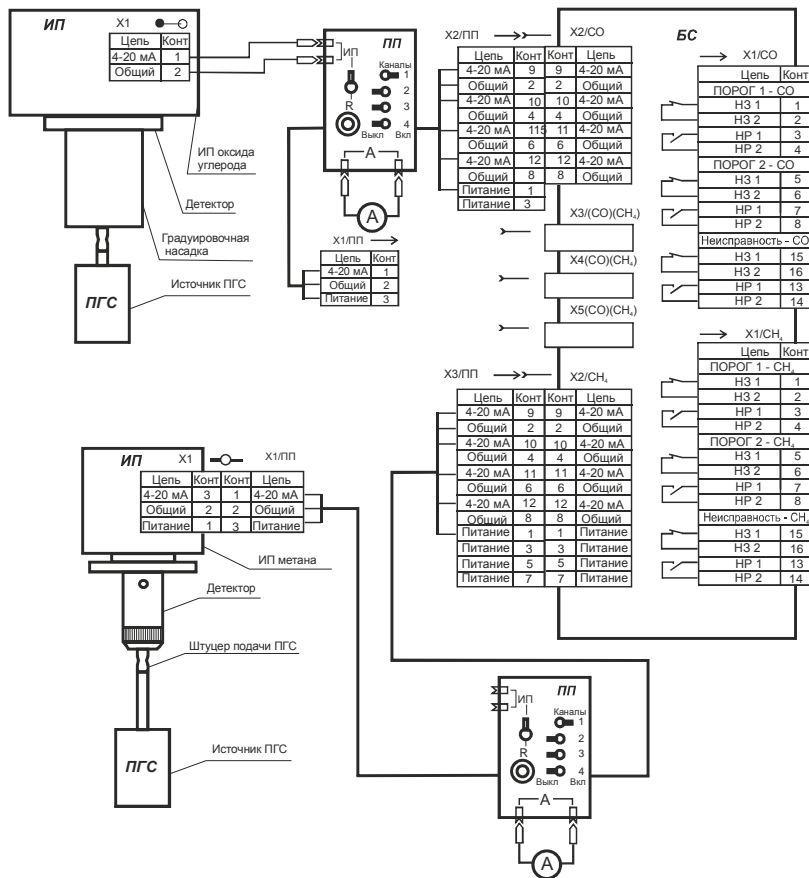 ИП
X1
Цепь Конт
4-20 мА 1
Общий 2
ИП оксида
углерода
Детектор
Градуировочная
насадка
Источник ПГС
ПГС
ПП
ИП
Каналы
1
2
3
4
R
Выкл Вкл
А
A
X1/ПП
Цепь Конт
4-20 мА 1
Общий 2
Питание 3
X2/ПП X2/СО
Цепь Конт Конт Цепь
4-20 мА 9 9 4-20 мА
Общий 2 2 Общий
4-20 мА 10 10 4-20 мА
Общий 4 4 Общий
4-20 мА 115 11 4-20 мА
Общий 6 6 Общий
4-20 мА 12 12 4-20 мА
Общий 8 8 Общий
Питание 1
Питание 3
X3/(CO)(CH₄)
X4(CO)(CH₄)
X5(CO)(CH₄)
БС
X1/СО
Цепь Конт
ПОРОГ 1 - СО
НЗ 1 1
НЗ 2 2
НР 1 3
НР 2 4
ПОРОГ 2 - СО
НЗ 1 5
НЗ 2 6
НР 1 7
НР 2 8
Неисправность - СО
НЗ 1 15
НЗ 2 16
НР 1 13
НР 2 14
X1/CH₄
Цепь Конт
ПОРОГ 1 - CH₄
НЗ 1 1
НЗ 2 2
НР 1 3
НР 2 4
ПОРОГ 2 - CH₄
НЗ 1 5
НЗ 2 6
НР 1 7
НР 2 8
Неисправность - CH₄
НЗ 1 15
НЗ 2 16
НР 1 13
НР 2 14
X3/ПП X2/CH₄
Цепь Конт Конт Цепь
4-20 мА 9 9 4-20 мА
Общий 2 2 Общий
4-20 мА 10 10 4-20 мА
Общий 4 4 Общий
4-20 мА 11 11 4-20 мА
Общий 6 6 Общий
4-20 мА 12 12 4-20 мА
Общий 8 8 Общий
Питание 1 1 Питание
Питание 3 3 Питание
Питание 5 5 Питание
Питание 7 7 Питание
ИП
X1 X1/ПП
Цепь Конт Конт Цепь
4-20 мА 3 1 4-20 мА
Общий 2 2 Общий
Питание 1 3 Питание
ИП метана
Детектор
Штуцер подачи ПГС
Источник ПГС
ПГС
ПП
ИП
Каналы
1
2
3
4
R
Выкл Вкл
А
A